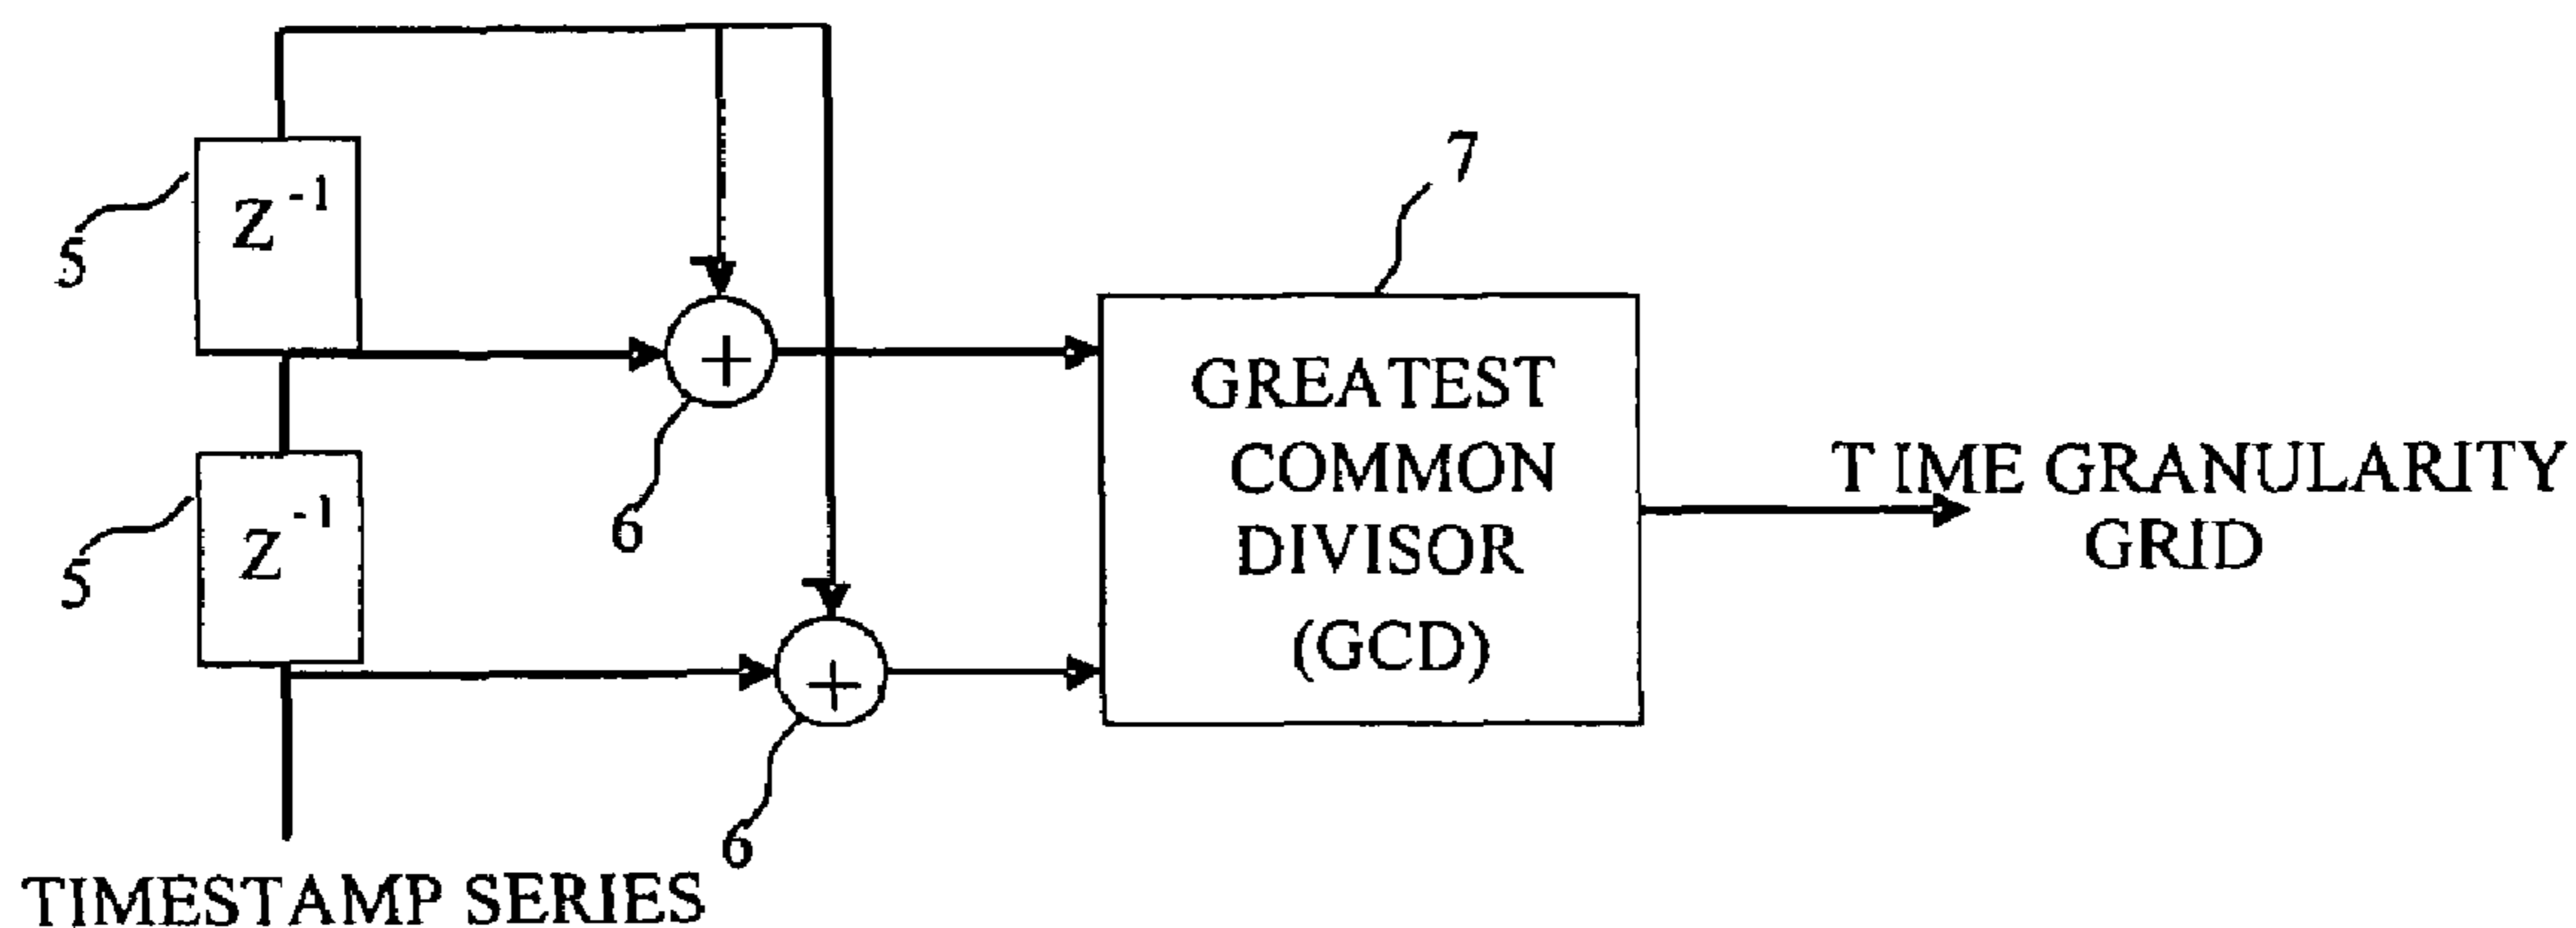 7
5
Z⁻¹
-
+
GREATEST
COMMON
DIVISOR
(GCD)
6
T IME GRANULARITY
GRID
5
Z⁻¹
-
+
6
TIMESTAMP SERIES